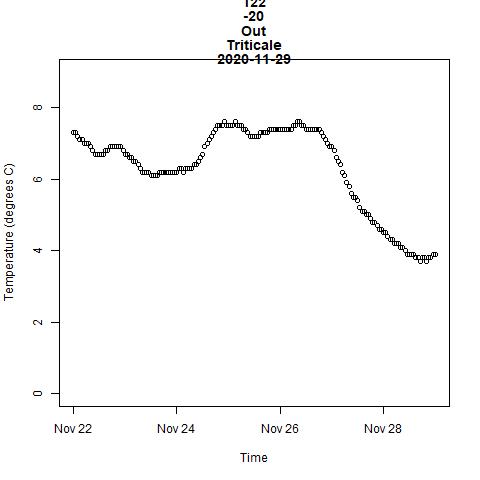 122
-20
Out
Triticale
2020-11-29
Temperature (degrees C)
8
6
4
2
0
Nov 22 Nov 24 Nov 26 Nov 28
Time